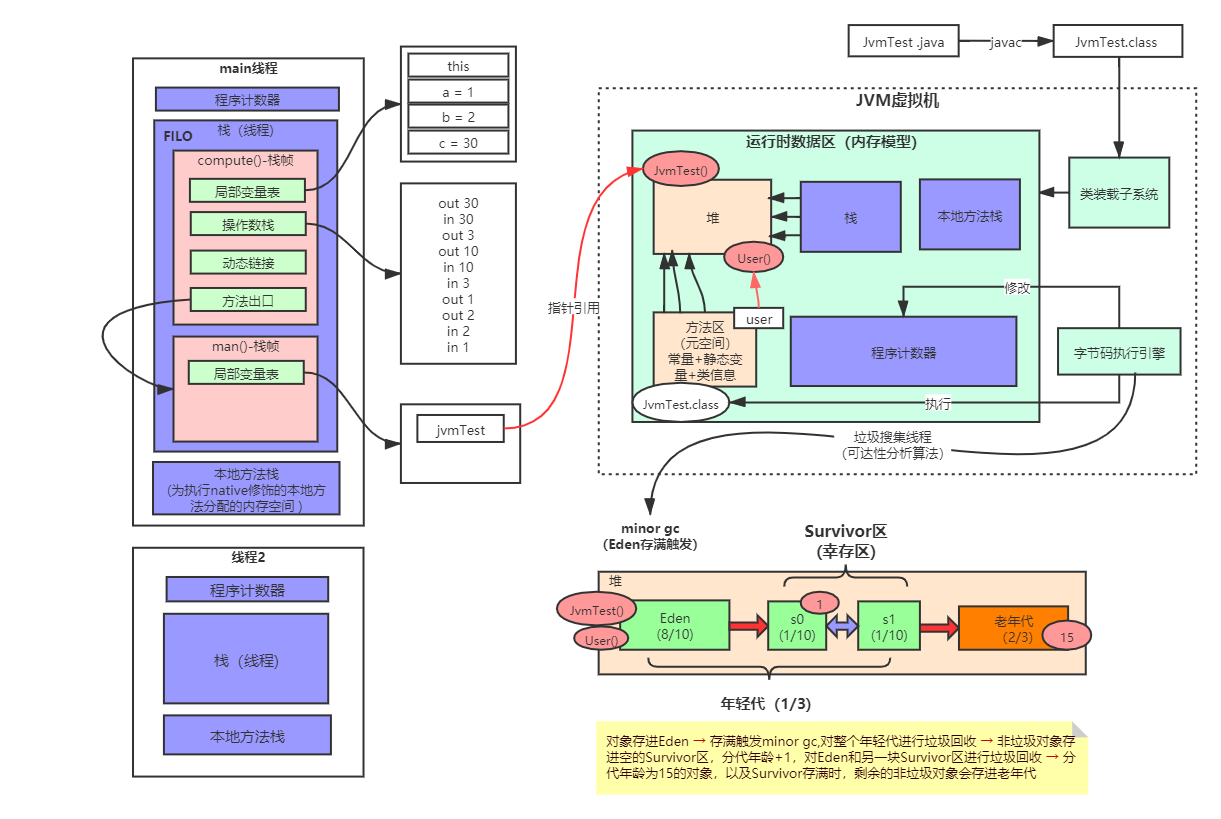 JvmTest .java
javac
JvmTest.class
main线程
程序计数器
栈（线程）
FILO
compute()-栈帧
局部变量表
操作数栈
动态链接
方法出口
man()-栈帧
局部变量表
本地方法栈
(为执行native修饰的本地方
法分配的内存空间 )
this
a = 1
b = 2
c = 30
out 30
in 30
out 3
out 10
in 10
in 3
out 1
out 2
in 2
in 1
jvmTest
指针引用
JVM虚拟机
运行时数据区（内存模型）
JvmTest()
堆
栈
本地方法栈
类装载子系统
User()
user
方法区
（元空间）
常量+静态变
量+类信息
JvmTest.class
程序计数器
修改
字节码执行引擎
执行
垃圾搜集线程
(可达性分析算法)
minor gc
(Eden存满触发)
Survivor区
(幸存区)
堆
JvmTest()
User()
Eden
(8/10)
s0
(1/10)
1
s1
(1/10)
老年代
(2/3)
15
年轻代（1/3）
对象存进Eden → 存满触发minor gc,对整个年轻代进行垃圾回收 → 非垃圾对象存
进空的Survivor区，分代年龄+1，对Eden和另一块Survivor区进行垃圾回收 → 分
代年龄为15的对象，以及Survivor存满时，剩余的非垃圾对象会存进老年代
线程2
程序计数器
栈（线程）
本地方法栈